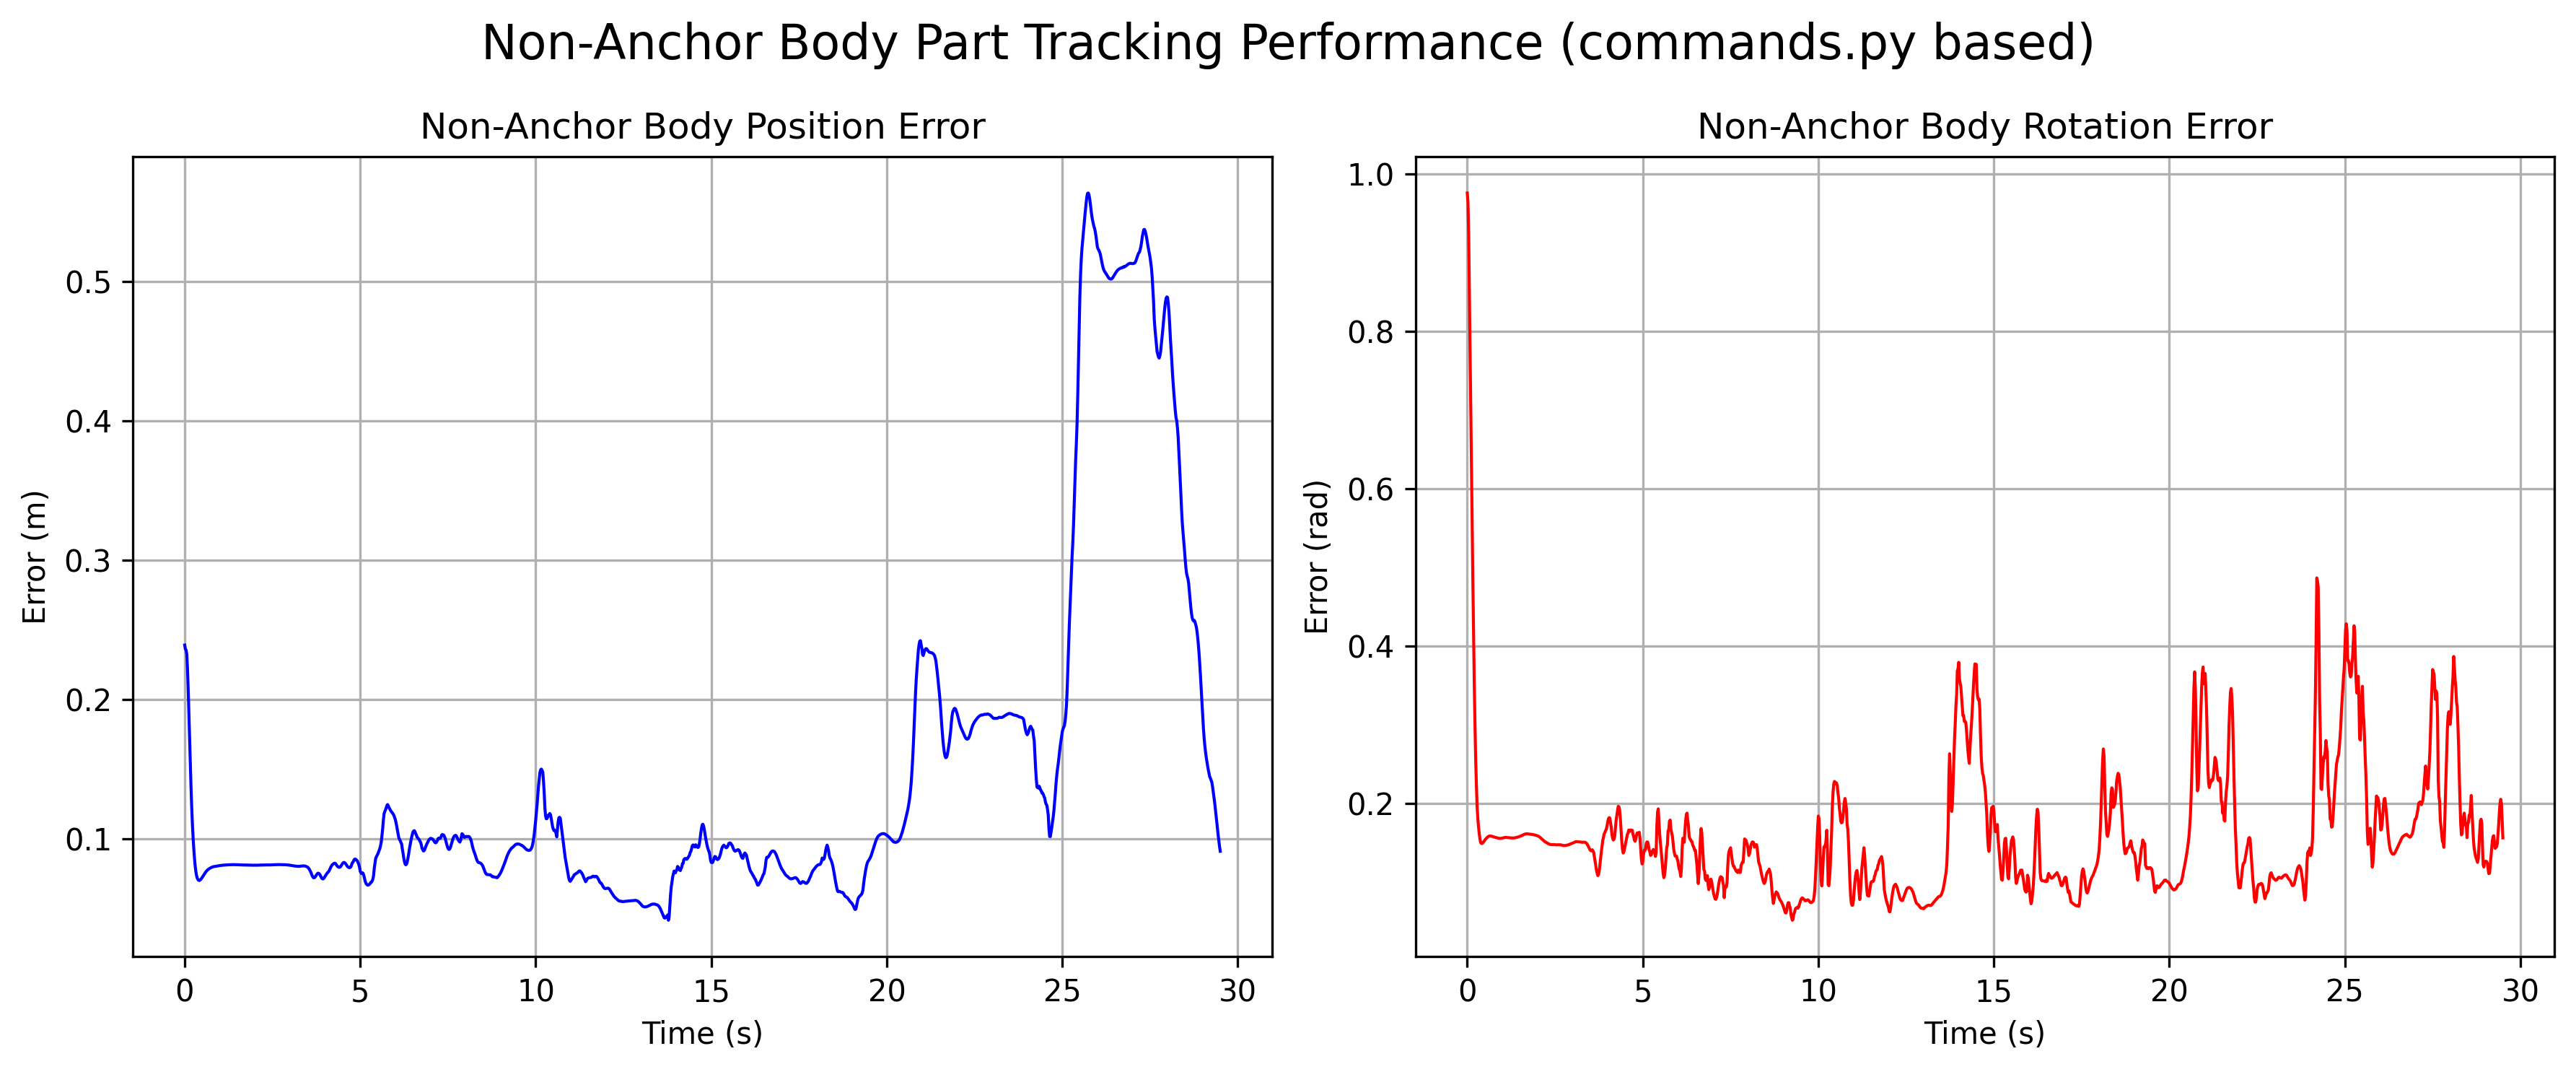 Non-Anchor Body Part Tracking Performance (commands.py based)
Non-Anchor Body Position Error
Error (m)
0.5
0.4
0.3
0.2
0.1
0 5 10 15 20 25 30
Time (s)
Non-Anchor Body Rotation Error
Error (rad)
1.0
0.8
0.6
0.4
0.2
0 5 10 15 20 25 30
Time (s)